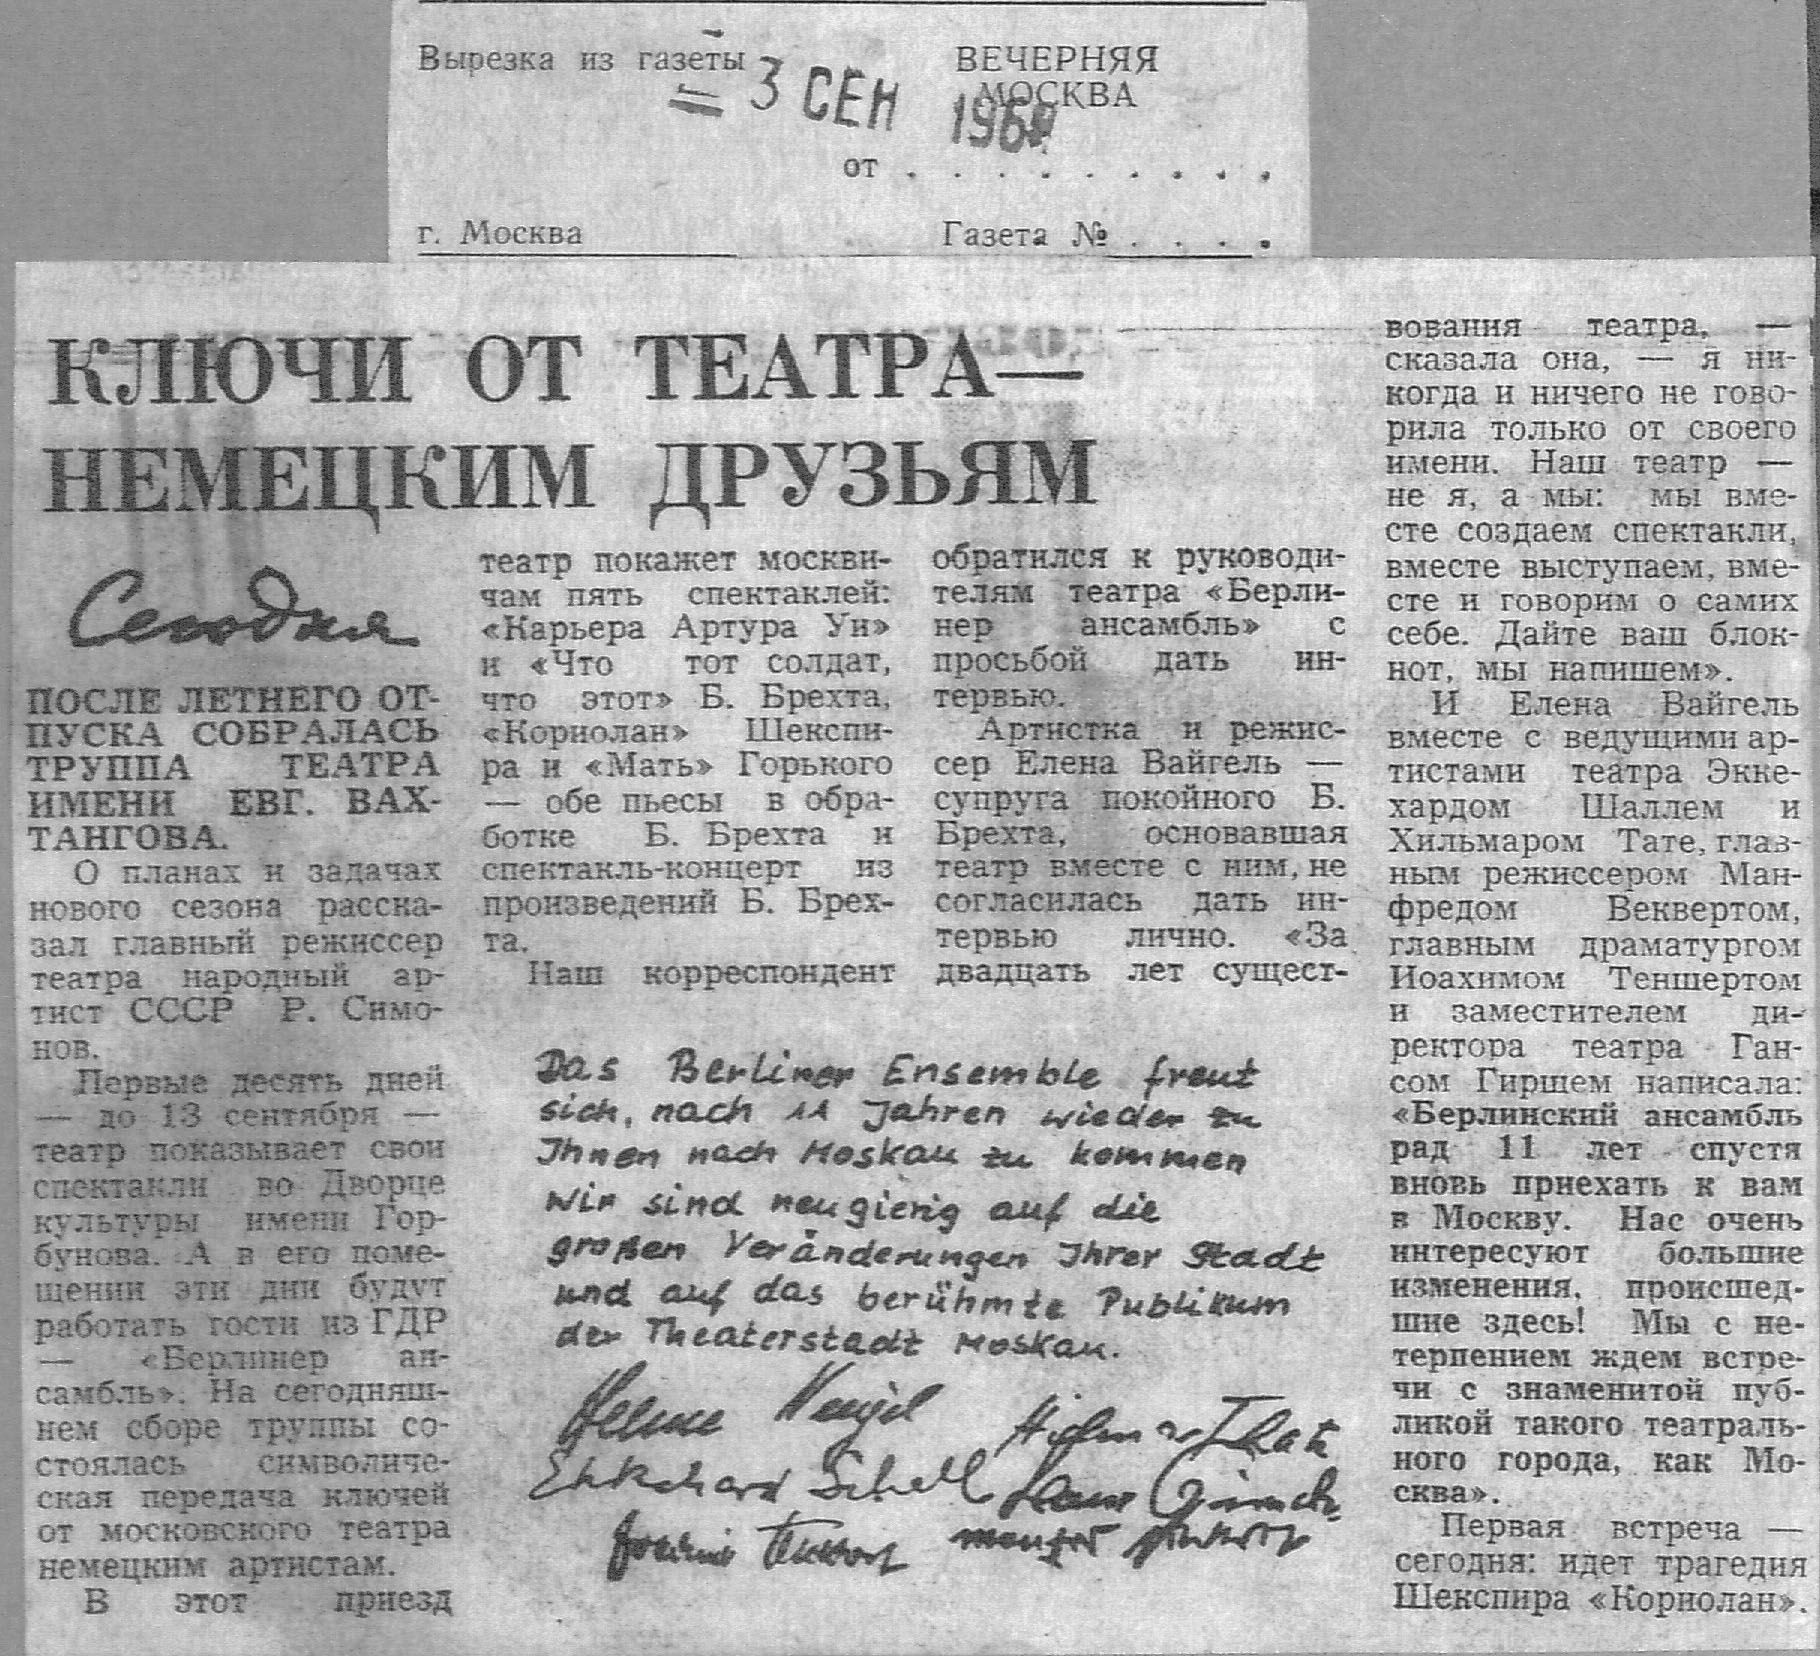 Вырезка из газеты
ВЕЧЕРНЯЯ
МОСКВА
3 СЕН
от . . . . . . . . .
г. Москва
Газета № . . . .
КЛЮЧИ ОТ ТЕАТРА—
НЕМЕЦКИМ ДРУЗЬЯМ
Сегодня
ПОСЛЕ ЛЕТНЕГО ОТ-
ПУСКА СОБРАЛАСЬ
ТРУППА ТЕАТРА
ИМЕНИ ЕВГ. ВАХ-
ТАНГОВА.
О планах и задачах
нового сезона расска-
зал главный режиссер
театра народный ар-
тист СССР Р. Симо-
нов.
Первые десять дней
— до 13 сентября —
театр показывает свои
спектакли во Дворце
культуры имени Гор-
бунова. А в его поме-
щении эти дни будут
работать гости из ГДР
— «Берлинер ан-
самбль». На сегодняш-
нем сборе труппы со-
стоялась символиче-
ская передача ключей
от московского театра
немецким артистам.
В этот приезд
театр покажет москви-
чам пять спектаклей:
«Карьера Артура Уи»
и «Что тот солдат,
что этот» Б. Брехта,
«Кориолан» Шекспи-
ра и «Мать» Горького
— обе пьесы в обра-
ботке Б. Брехта и
спектакль-концерт из
произведений Б. Брех-
та.
Наш корреспондент
обратился к руководи-
телям театра «Берли-
нер ансамбль» с
просьбой дать ин-
тервью.
Артистка и режис-
сер Елена Вайгель —
супруга покойного Б.
Брехта, основавшая
театр вместе с ним, не
согласилась дать ин-
тервью лично. «За
двадцать лет сущест-
вования театра, —
сказала она, — я ни-
когда и ничего не гово-
рила только от своего
имени. Наш театр —
не я, а мы: мы вме-
сте создаем спектакли,
вместе выступаем, вме-
сте и говорим о самих
себе. Дайте ваш блок-
нот, мы напишем».
И Елена Вайгель
вместе с ведущими ар-
тистами театра Экке-
хардом Шаллем и
Хильмаром Тате, глав-
ным режиссером Ман-
фредом Веквертом,
главным драматургом
Иоахимом Теншертом
и заместителем ди-
ректора театра Ган-
сом Гиршем написала:
«Берлинский ансамбль
рад 11 лет спустя
вновь приехать к вам
в Москву. Нас очень
интересуют большие
изменения, происшед-
шие здесь! Мы с не-
терпением ждем встре-
чи с знаменитой пуб-
ликой такого театраль-
ного города, как Мо-
сква».
Первая встреча —
сегодня: идет трагедия
Шекспира «Кориолан».
Das Berliner Ensemble freut
sich, nach 11 Jahren wieder zu
Ihnen nach Moskau zu kommen
Wir sind neugierig auf die
großen Veränderungen Ihrer Stadt
und auf das berühmte Publikum
der Theaterstadt Moskau.
Helene Weigel
Hilmar Thate
Ekkehard Schall
Hans Giersch